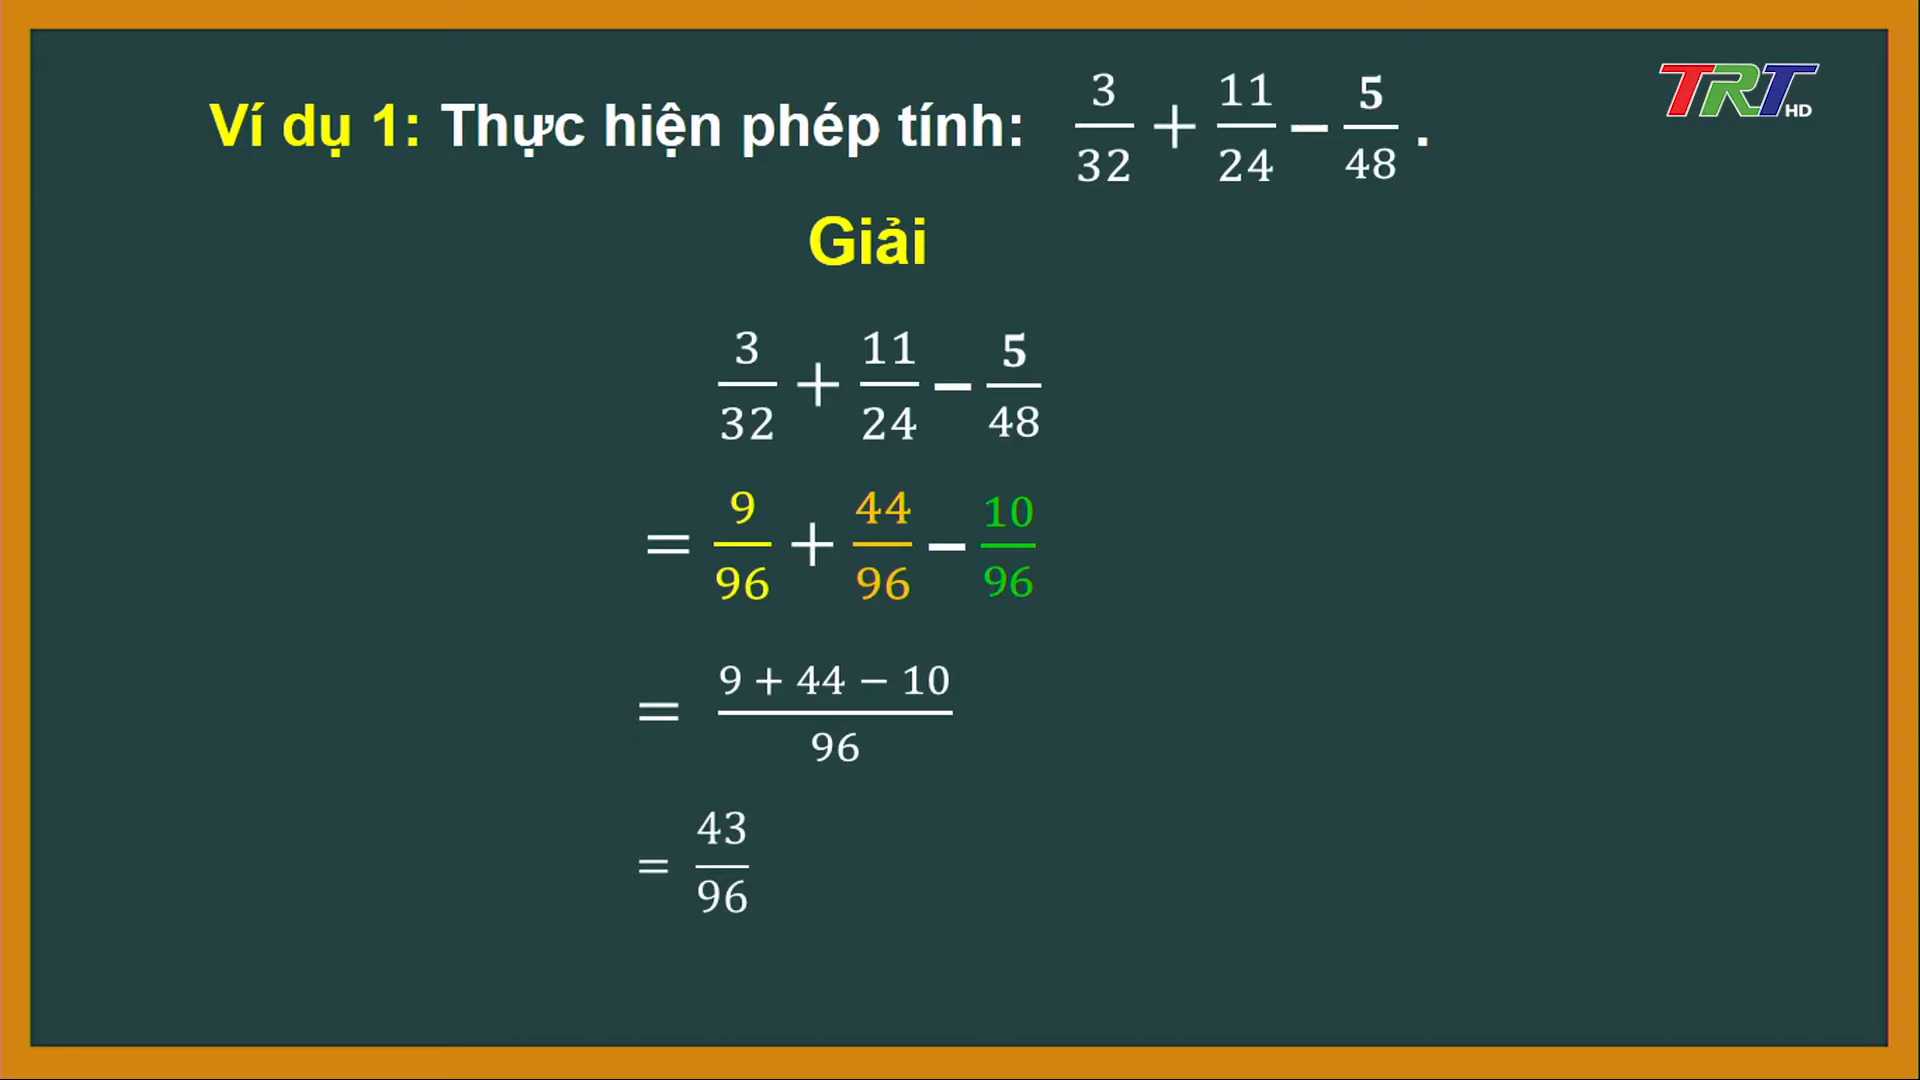 Ví dụ 1: Thực hiện phép tính: 3/32 + 11/24 – 5/48 .
TRT HD
Giải
3/32 + 11/24 – 5/48
= 9/96 + 44/96 – 10/96
= (9 + 44 − 10)/96
= 43/96